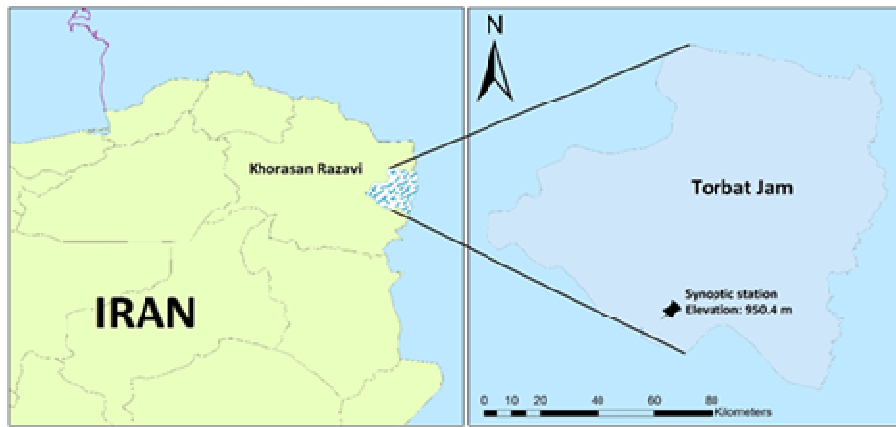 Khorasan Razavi
IRAN
N
Torbat Jam
Synoptic station
Elevation: 950.4 m
0 10 20 40 60 80
Kilometers